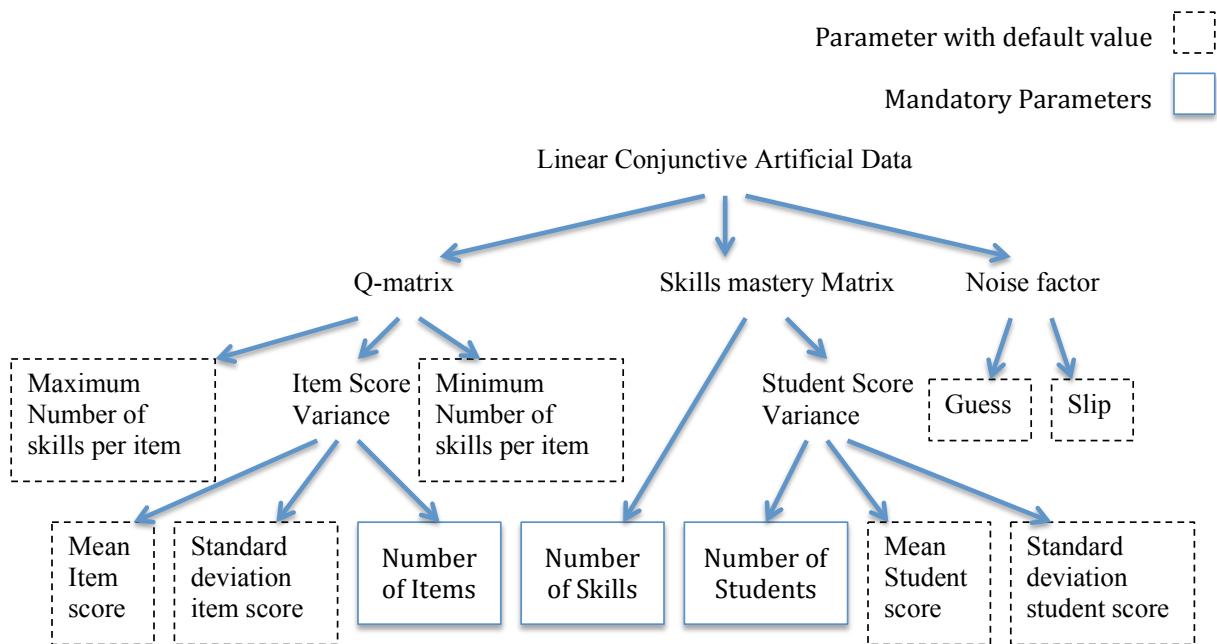 Parameter with default value
Mandatory Parameters
Linear Conjunctive Artificial Data
Q-matrix
Skills mastery Matrix
Noise factor
Maximum
Number of
skills per item
Item Score
Variance
Minimum
Number of
skills per item
Student Score
Variance
Guess
Slip
Mean
Item
score
Standard
deviation
item score
Number
of Items
Number
of Skills
Number of
Students
Mean
Student
score
Standard
deviation
student score